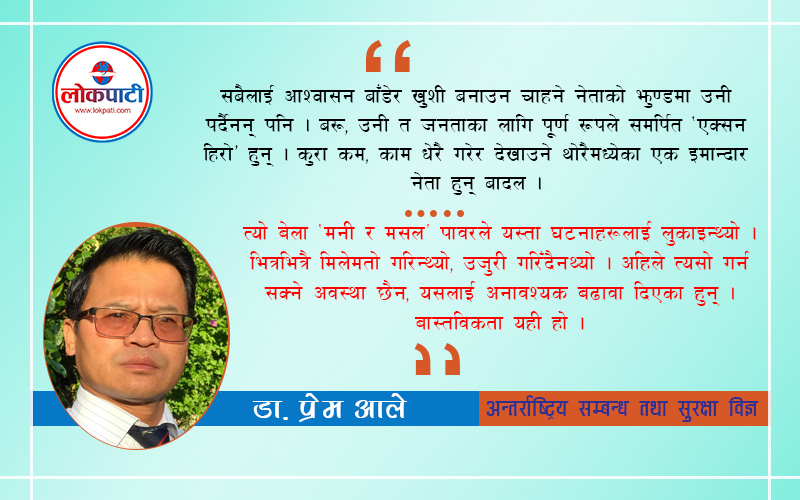 लोकपाटी
www.lokpati.com
“
सबैलाई आश्वासन बाँडेर खुशी बनाउन चाहने नेताको झुण्डमा उनी
पर्दैनन् पनि । बरू, उनी त जनताका लागि पूर्ण रूपले समर्पित 'एक्सन
हिरो' हुन् । कुरा कम, काम धेरै गरेर देखाउने थोरैमध्येका एक इमान्दार
नेता हुन् बादल ।
.....
त्यो बेला 'मनी र मसल' पावरले यस्ता घटनाहरूलाई लुकाइन्थ्यो ।
भित्रभित्रै मिलेमतो गरिन्थ्यो, उजुरी गरिंदैनथ्यो । अहिले त्यसो गर्न
सक्ने अवस्था छैन, यसलाई अनावश्यक बढावा दिएका हुन् ।
बास्तविकता यही हो ।
”
डा. प्रेम आले
अन्तर्राष्ट्रिय सम्बन्ध तथा सुरक्षा विज्ञ